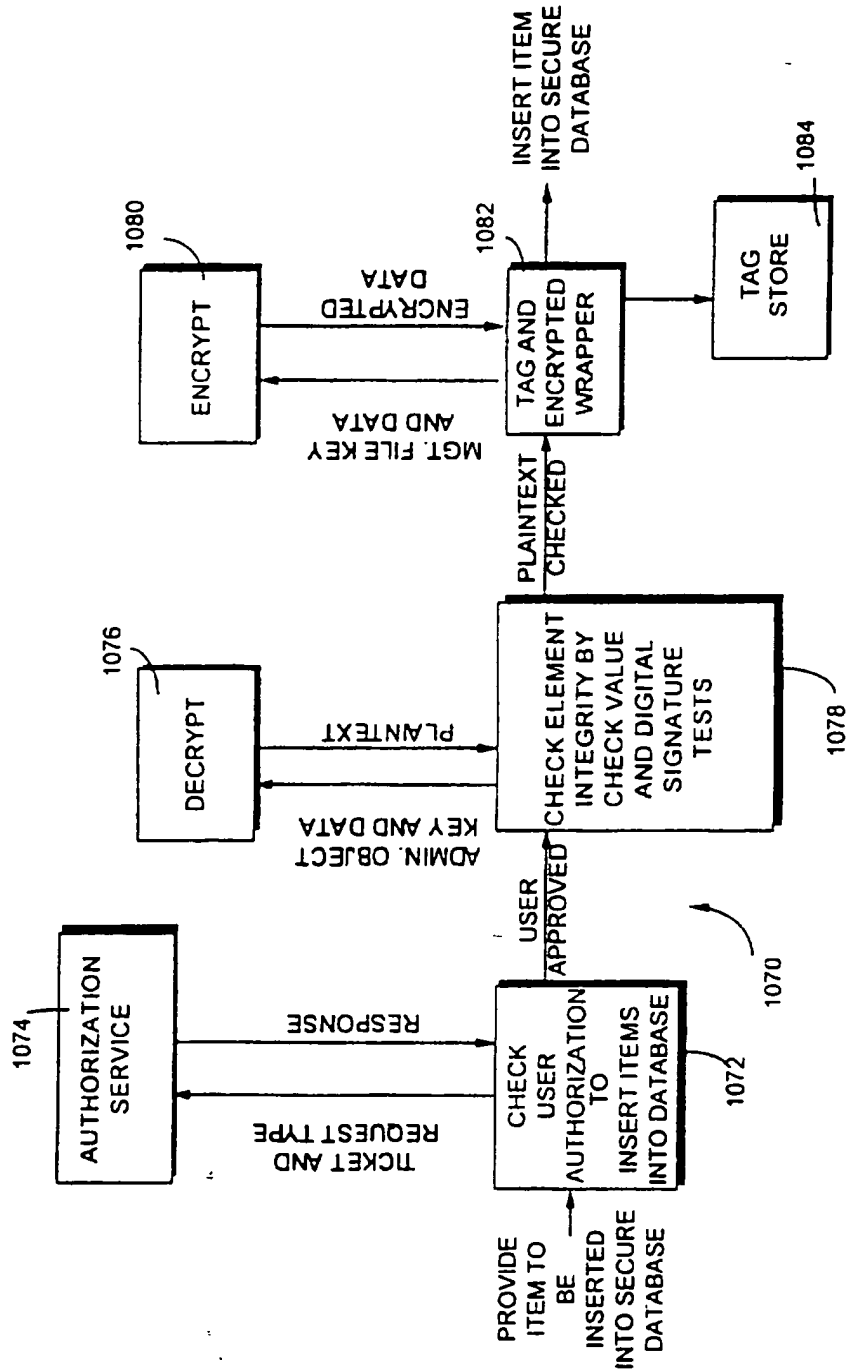 PROVIDE
ITEM TO
BE
INSERTED
INTO SECURE
DATABASE
1074
AUTHORIZATION
SERVICE
TICKET AND
REQUEST TYPE
RESPONSE
CHECK
USER
AUTHORIZATION
TO
INSERT ITEMS
INTO DATABASE
1072
USER
APPROVED
1070
1076
DECRYPT
ADMIN. OBJECT
KEY AND DATA
PLAINTEXT
CHECK ELEMENT
INTEGRITY BY
CHECK VALUE
AND DIGITAL
SIGNATURE
TESTS
1078
PLAINTEXT
CHECKED
1080
ENCRYPT
MGT. FILE KEY
AND DATA
ENCRYPTED
DATA
1082
TAG AND
ENCRYPTED
WRAPPER
INSERT ITEM
INTO SECURE
DATABASE
TAG
STORE
1084